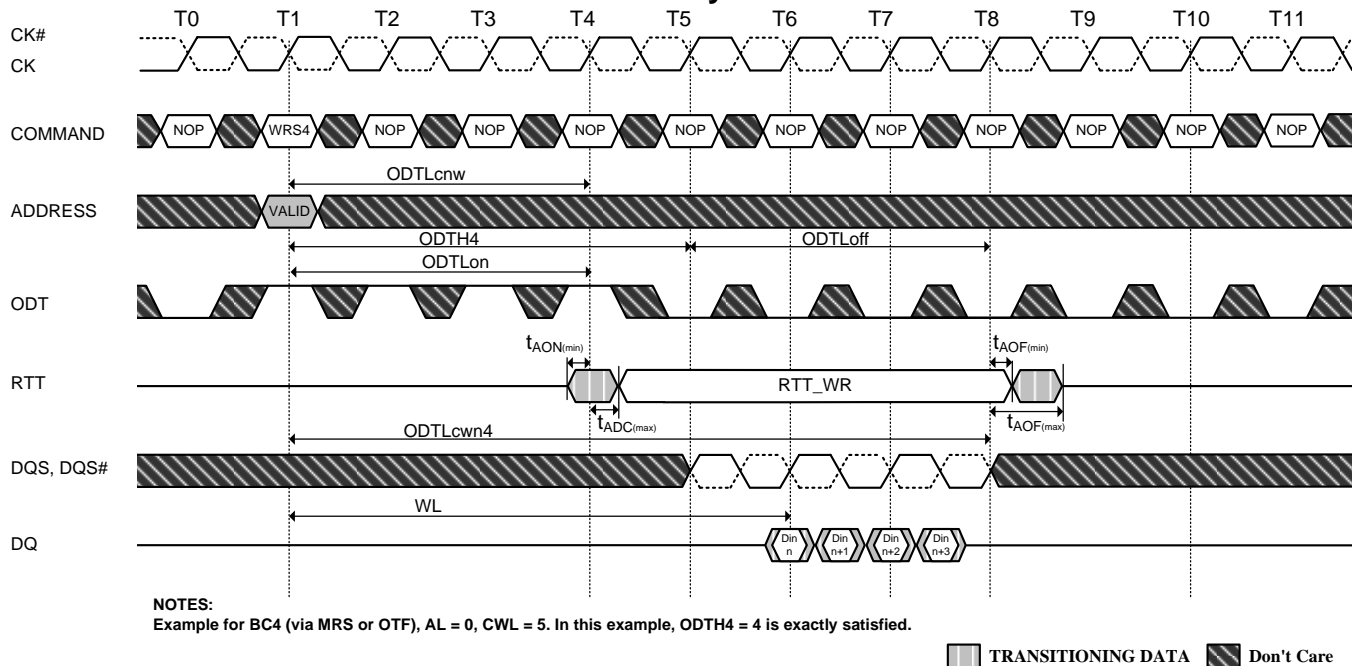 T0 T1 T2 T3 T4 T5 T6 T7 T8 T9 T10 T11
CK#
CK
COMMAND NOP WRS4 NOP NOP NOP NOP NOP NOP NOP NOP NOP NOP
ODTLcnw
ADDRESS VALID
ODTH4 ODTLoff
ODTLon
ODT
tAON(min) tAOF(min)
RTT RTT_WR
tADC(max) tAOF(max)
ODTLcwn4
DQS, DQS#
WL
DQ Din n Din n+1 Din n+2 Din n+3
NOTES:
Example for BC4 (via MRS or OTF), AL = 0, CWL = 5. In this example, ODTH4 = 4 is exactly satisfied.
TRANSITIONING DATA Don't Care